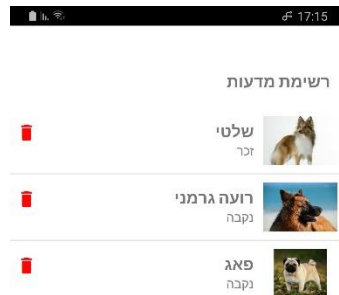 17:15
רשימת מדעות
שלטי
זכר
רועה גרמני
נקבה
פאג
נקבה